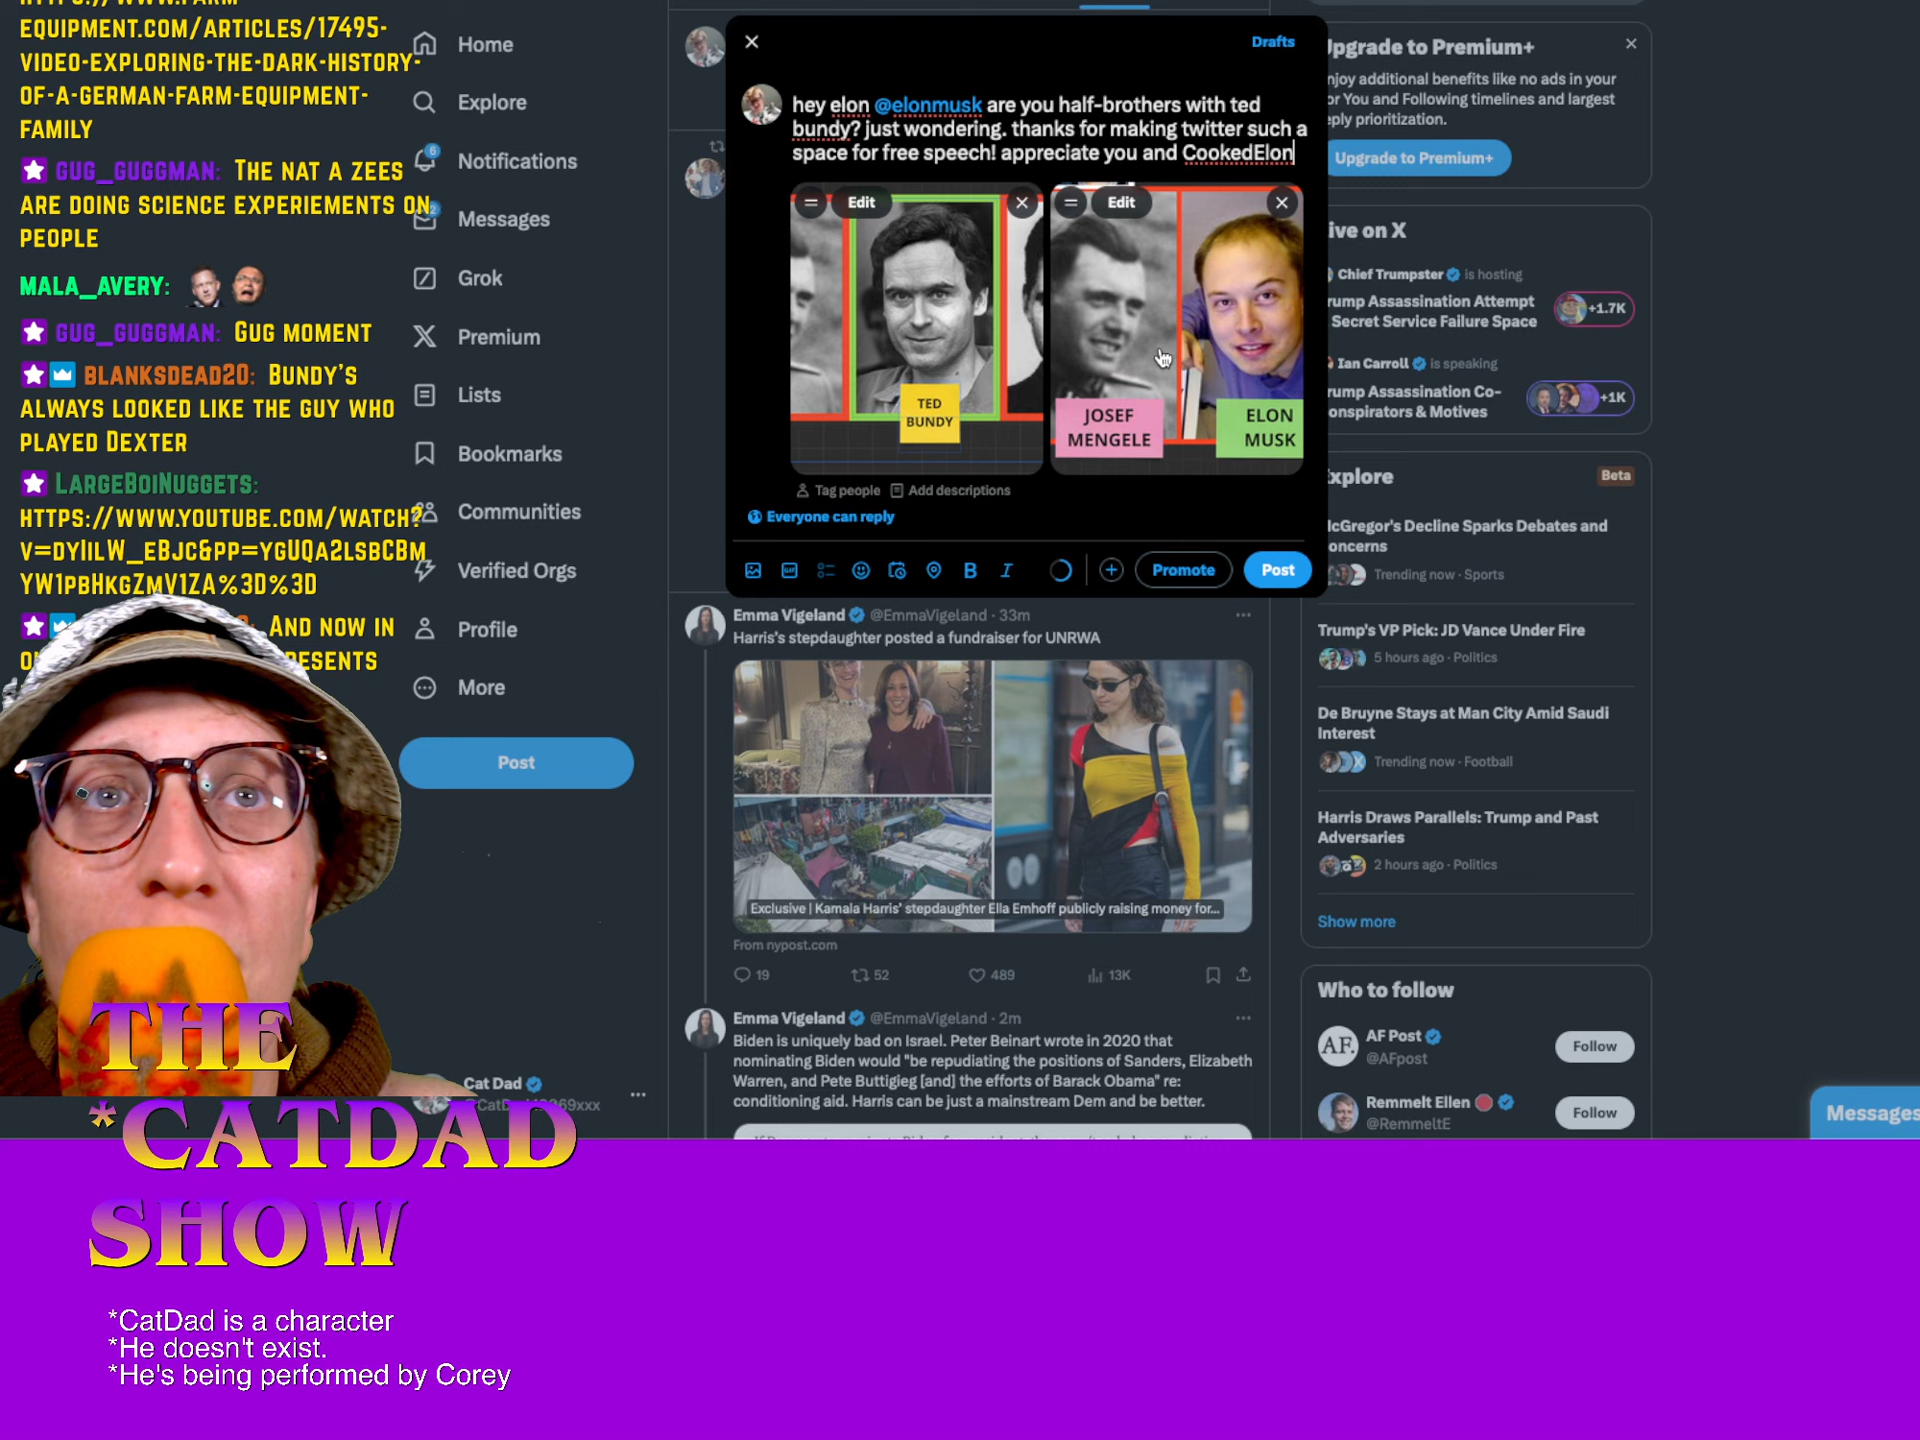 HTTPS://WWW.FARM-
EQUIPMENT.COM/ARTICLES/17495-
VIDEO-EXPLORING-THE-DARK-HISTORY-
OF-A-GERMAN-FARM-EQUIPMENT-
FAMILY
GUG_GUGGMAN: THE NAT A ZEES
ARE DOING SCIENCE EXPERIEMENTS ON
PEOPLE
MALA_AVERY:
GUG_GUGGMAN: GUG MOMENT
BLANKSDEAD20: BUNDY'S
ALWAYS LOOKED LIKE THE GUY WHO
PLAYED DEXTER
LARGEBOINUGGETS:
HTTPS://WWW.YOUTUBE.COM/WATCH?
V=DYIILW_EBJC&PP=YGUQA2LSBCBM
YW1PBHKGZMV1ZA%3D%3D
AND NOW IN
ESENTS
Home
Explore
6
Notifications
2
Messages
Grok
Premium
Lists
Bookmarks
Communities
Verified Orgs
Profile
More
Post
Cat Dad
69xxx
Drafts
hey elon @elonmusk are you half-brothers with ted
bundy? just wondering. thanks for making twitter such a
space for free speech! appreciate you and CookedElon
Edit
Edit
TED
BUNDY
JOSEF
MENGELE
ELON
MUSK
Tag people
Add descriptions
Everyone can reply
GIF
B
I
Promote
Post
Emma Vigeland @EmmaVigeland · 33m
Harris's stepdaughter posted a fundraiser for UNRWA
Exclusive | Kamala Harris' stepdaughter Ella Emhoff publicly raising money for...
From nypost.com
19
52
489
13K
Emma Vigeland @EmmaVigeland · 2m
Biden is uniquely bad on Israel. Peter Beinart wrote in 2020 that
nominating Biden would "be repudiating the positions of Sanders, Elizabeth
Warren, and Pete Buttigieg [and] the efforts of Barack Obama" re:
conditioning aid. Harris can be just a mainstream Dem and be better.
Upgrade to Premium+
njoy additional benefits like no ads in your
or You and Following timelines and largest
eply prioritization.
Upgrade to Premium+
ive on X
Chief Trumpster is hosting
rump Assassination Attempt
Secret Service Failure Space
+1.7K
Ian Carroll is speaking
rump Assassination Co-
onspirators & Motives
+1K
xplore
Beta
cGregor's Decline Sparks Debates and
oncerns
Trending now · Sports
Trump's VP Pick: JD Vance Under Fire
5 hours ago · Politics
De Bruyne Stays at Man City Amid Saudi
Interest
Trending now · Football
Harris Draws Parallels: Trump and Past
Adversaries
2 hours ago · Politics
Show more
Who to follow
AF.
AF Post
@AFpost
Follow
Remmelt Ellen
@RemmeltE
Follow
Messages
THE
*CATDAD
SHOW
*CatDad is a character
*He doesn't exist.
*He's being performed by Corey